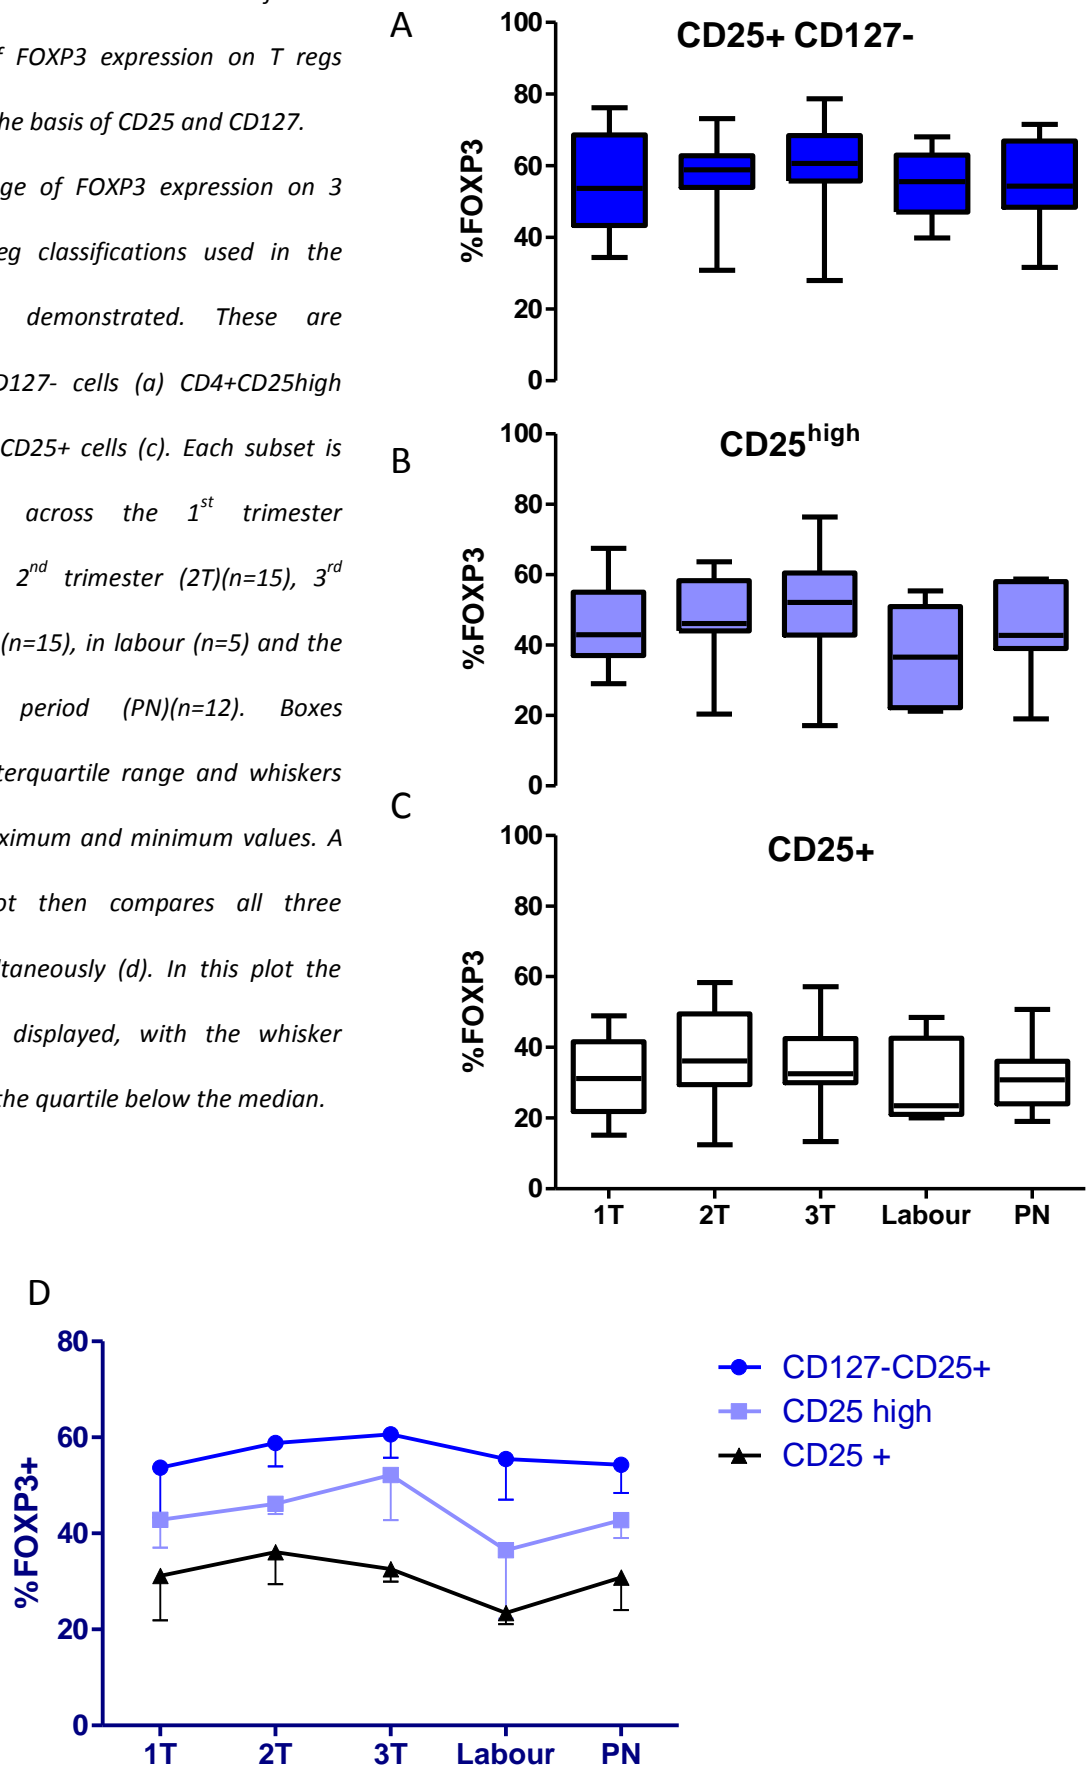 f FOXP3 expression on T regs
he basis of CD25 and CD127.
ge of FOXP3 expression on 3
eg classifications used in the
demonstrated. These are
D127- cells (a) CD4+CD25high
CD25+ cells (c). Each subset is
across the 1st trimester
2nd trimester (2T)(n=15), 3rd
(n=15), in labour (n=5) and the
period (PN)(n=12). Boxes
terquartile range and whiskers
ximum and minimum values. A
ot then compares all three
ltaneously (d). In this plot the
displayed, with the whisker
the quartile below the median.
A
CD25+ CD127-
%FOXP3
100
80
60
40
20
0
B
CD25high
%FOXP3
100
80
60
40
20
0
C
CD25+
%FOXP3
100
80
60
40
20
0
1T 2T 3T Labour PN
D
%FOXP3+
80
60
40
20
0
1T 2T 3T Labour PN
CD127-CD25+
CD25 high
CD25 +